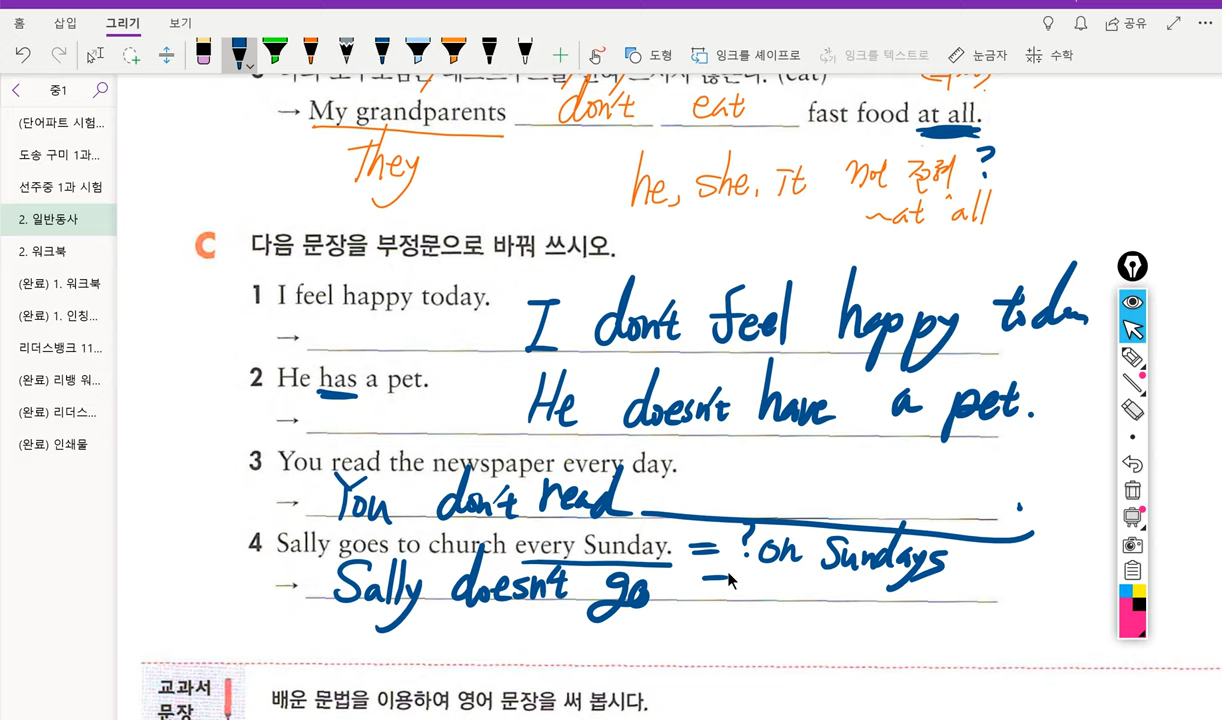 홈 삽입 그리기 보기 공유
도형 잉크를 셰이프로 잉크를 텍스트로 눈금자 수학
중1
(단어파트 시험...
도송 구미 1과...
선주중 1과 시험
2. 일반동사
2. 워크북
(완료) 1. 워크북
(완료) 1. 인칭...
리더스뱅크 11...
(완료) 리뱅 워...
(완료) 리더스...
(완료) 인쇄물
(eat)
→ My grandparents don't eat fast food at all.
They he, she, it not 전혀 ?
~at all
C 다음 문장을 부정문으로 바꿔 쓰시오.
1 I feel happy today.
→ I don't feel happy today
2 He has a pet.
→ He doesn't have a pet.
3 You read the newspaper every day.
→ You don't read .
4 Sally goes to church every Sunday. = ? on Sundays
→ Sally doesn't go
교과서
문장
배운 문법을 이용하여 영어 문장을 써 봅시다.